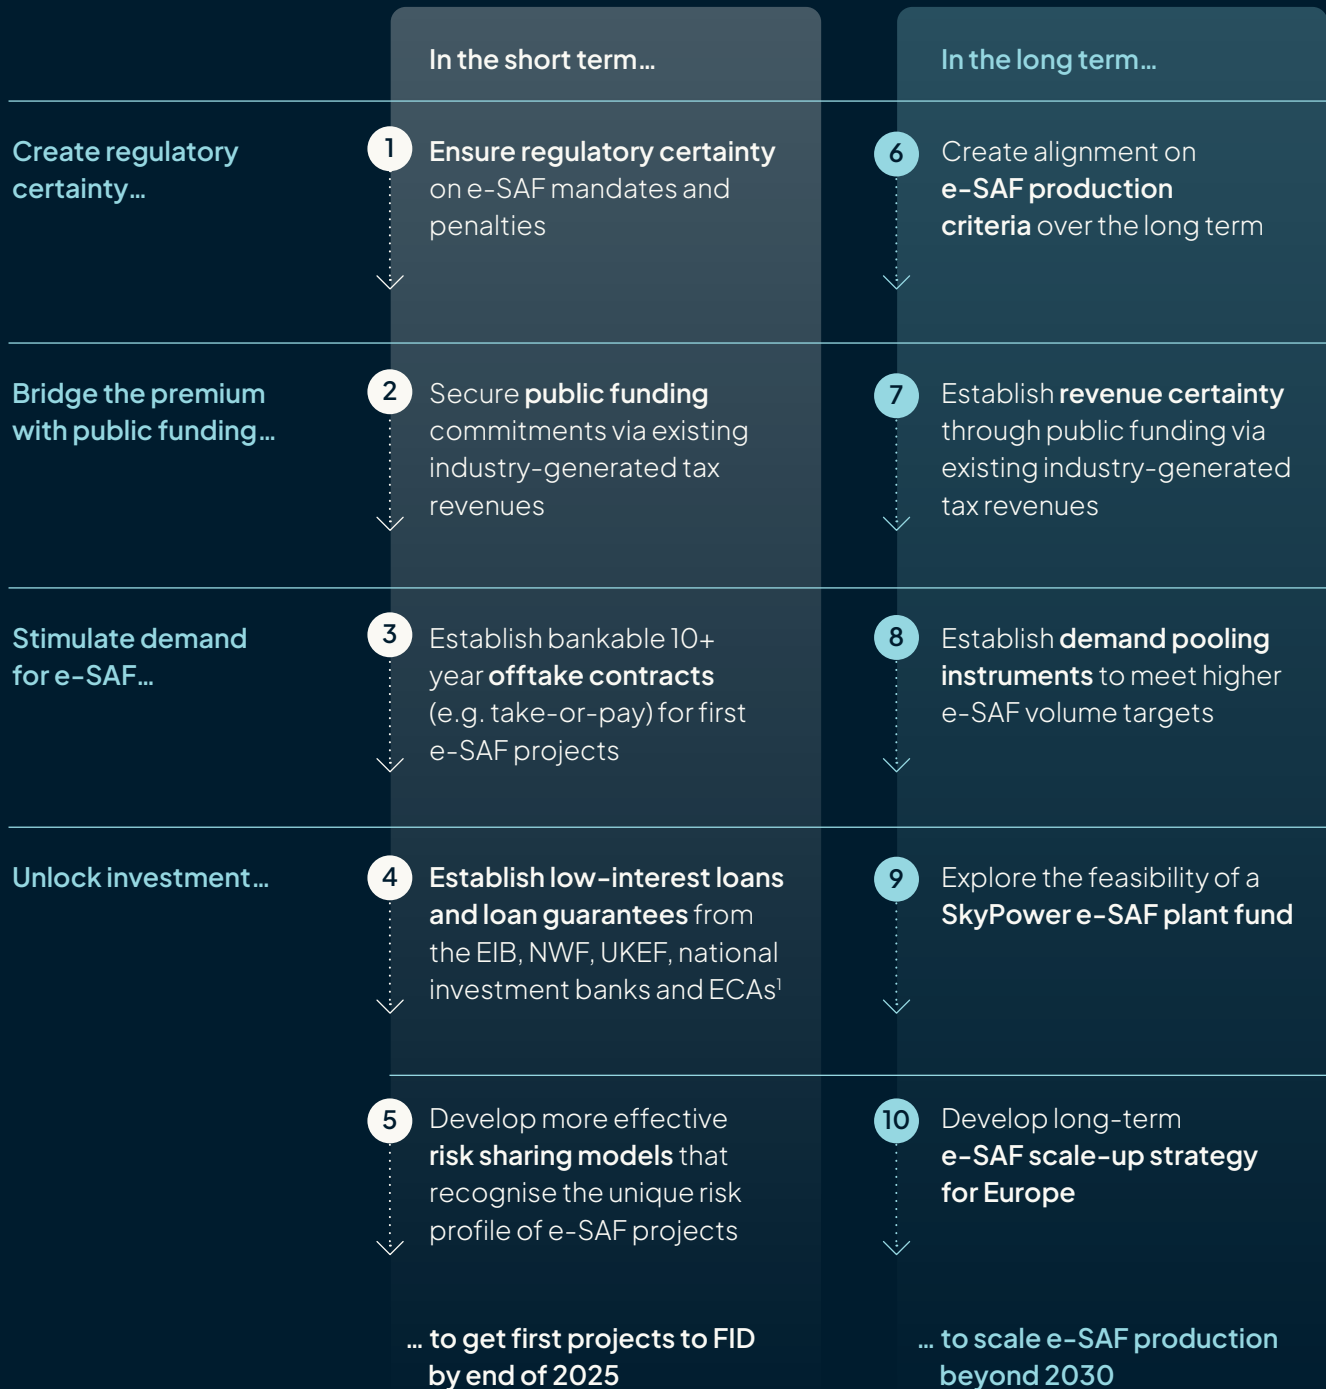 In the short term…
In the long term…
Create regulatory
certainty…
1
Ensure regulatory certainty
on e-SAF mandates and
penalties
6
Create alignment on
e-SAF production
criteria over the long term
Bridge the premium
with public funding…
2
Secure public funding
commitments via existing
industry-generated tax
revenues
7
Establish revenue certainty
through public funding via
existing industry-generated
tax revenues
Stimulate demand
for e-SAF…
3
Establish bankable 10+
year offtake contracts
(e.g. take-or-pay) for first
e-SAF projects
8
Establish demand pooling
instruments to meet higher
e-SAF volume targets
Unlock investment…
4
Establish low-interest loans
and loan guarantees from
the EIB, NWF, UKEF, national
investment banks and ECAs¹
9
Explore the feasibility of a
SkyPower e-SAF plant fund
5
Develop more effective
risk sharing models that
recognise the unique risk
profile of e-SAF projects
10
Develop long-term
e-SAF scale-up strategy
for Europe
… to get first projects to FID
by end of 2025
… to scale e-SAF production
beyond 2030